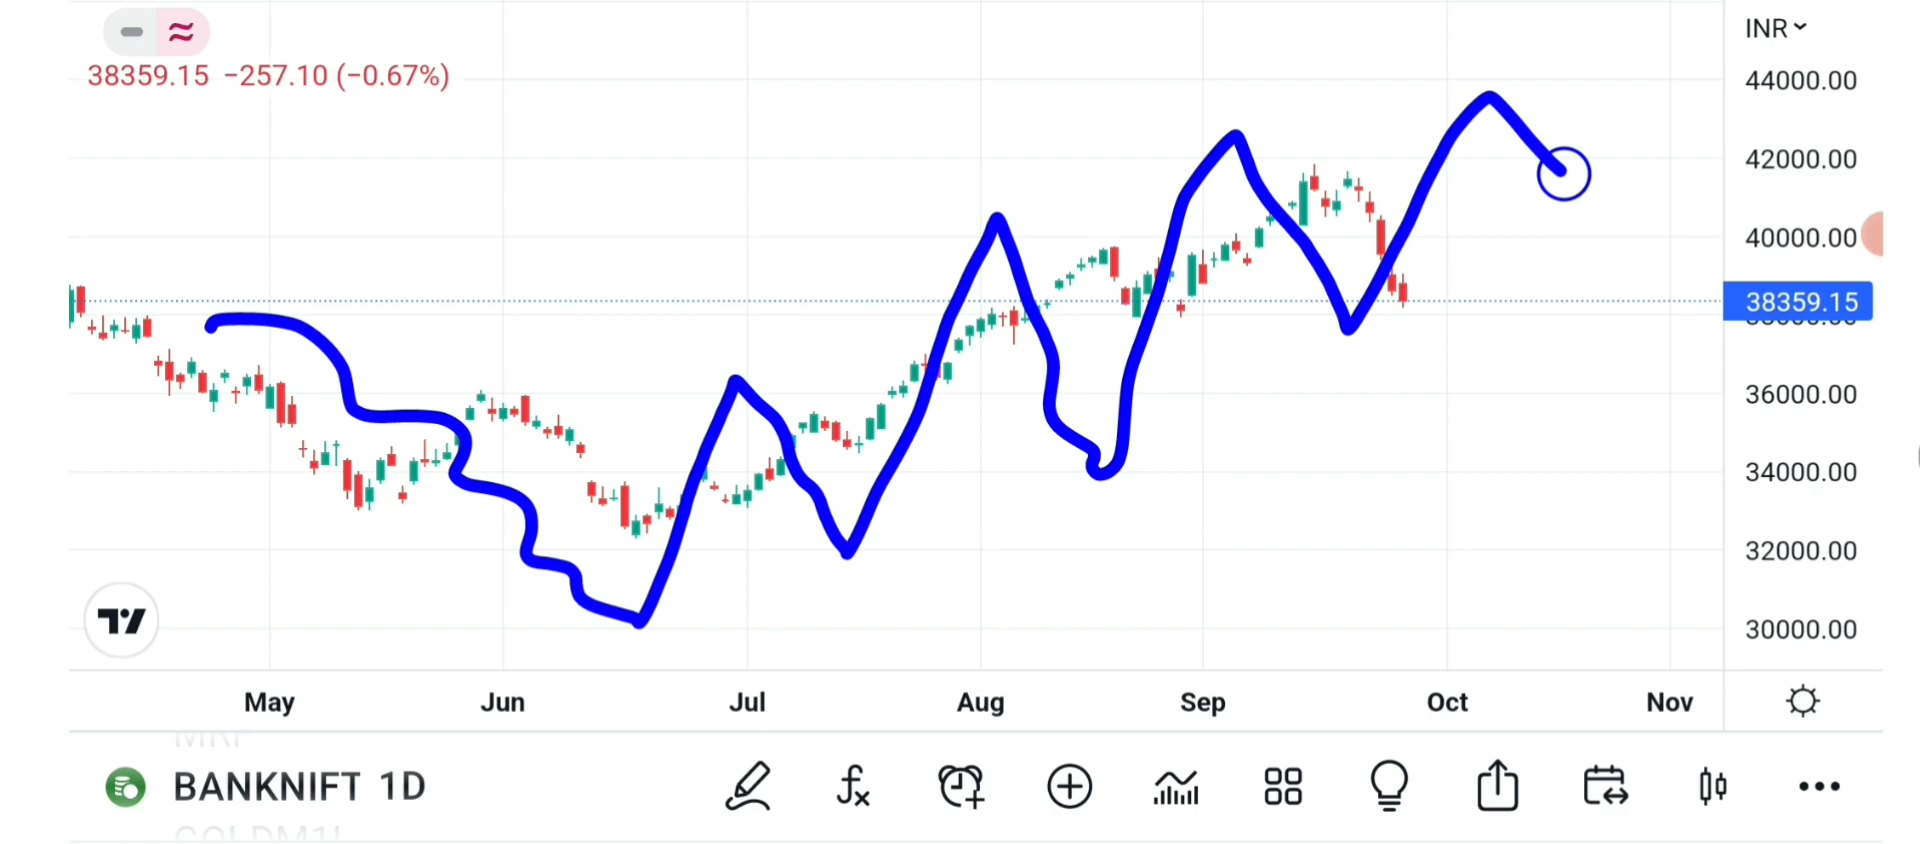 INR
38359.15 −257.10 (−0.67%)
44000.00
42000.00
40000.00
38359.15
36000.00
34000.00
32000.00
30000.00
May Jun Jul Aug Sep Oct Nov
BANKNIFT 1D